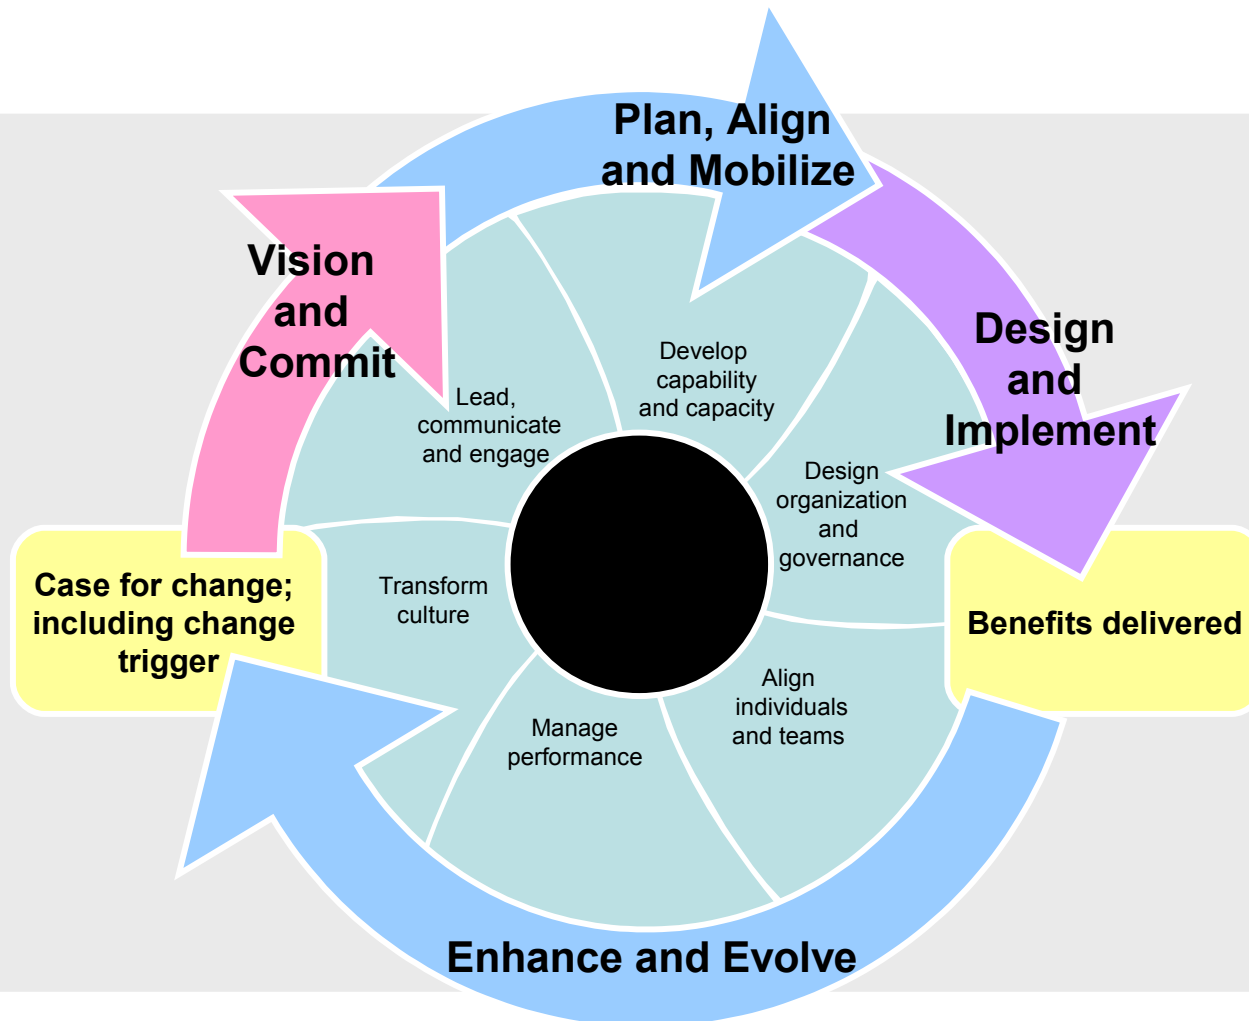 Plan, Align
and Mobilize
Vision
and
Commit
Design
and
Implement
Develop
capability
and capacity
Lead,
communicate
and engage
Design
organization
and
governance
Transform
culture
Align
individuals
and teams
Manage
performance
Case for change;
including change
trigger
Benefits delivered
Enhance and Evolve